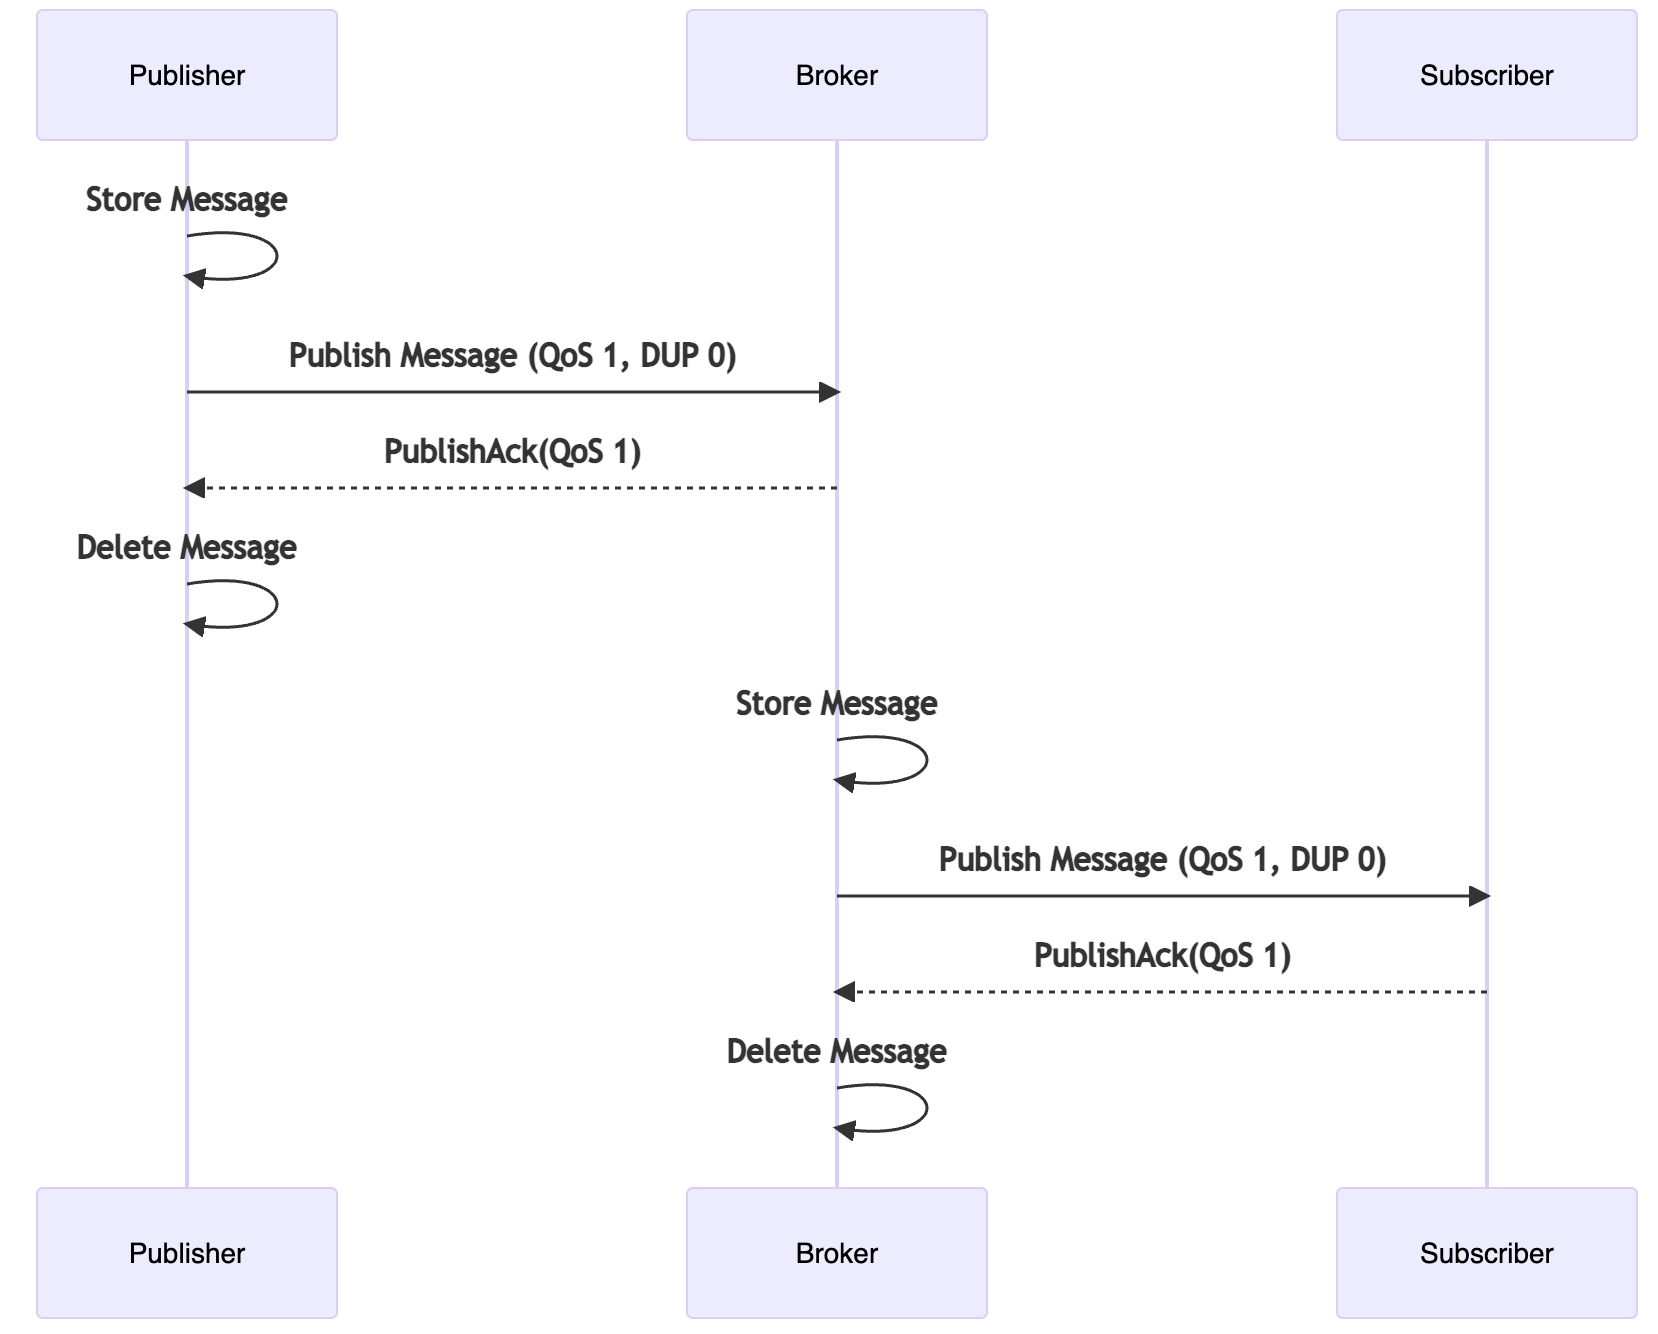 Publisher
Broker
Subscriber
Store Message
Publish Message (QoS 1, DUP 0)
PublishAck(QoS 1)
Delete Message
Store Message
Publish Message (QoS 1, DUP 0)
PublishAck(QoS 1)
Delete Message
Publisher
Broker
Subscriber